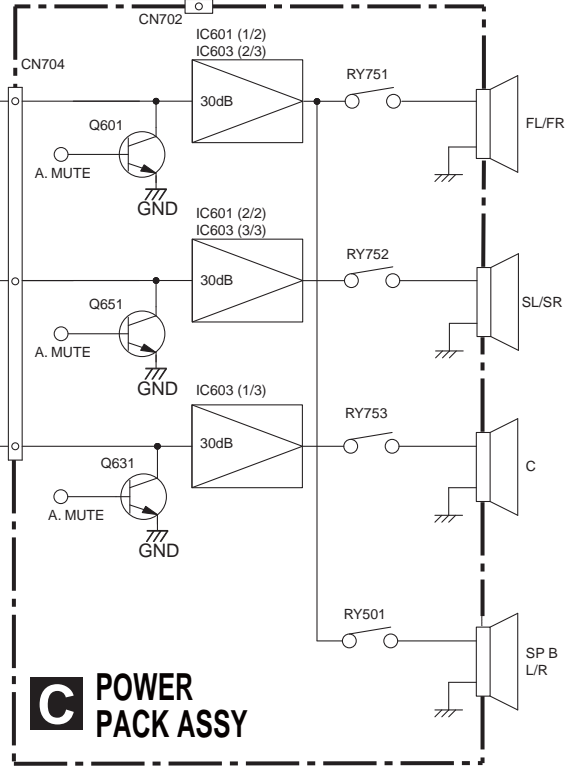 CN702
CN704
IC601 (1/2)
IC603 (2/3)
30dB
RY751
FL/FR
Q601
A. MUTE
GND
IC601 (2/2)
IC603 (3/3)
30dB
RY752
SL/SR
Q651
A. MUTE
GND
IC603 (1/3)
30dB
RY753
C
Q631
A. MUTE
GND
RY501
SP B
L/R
C POWER
PACK ASSY